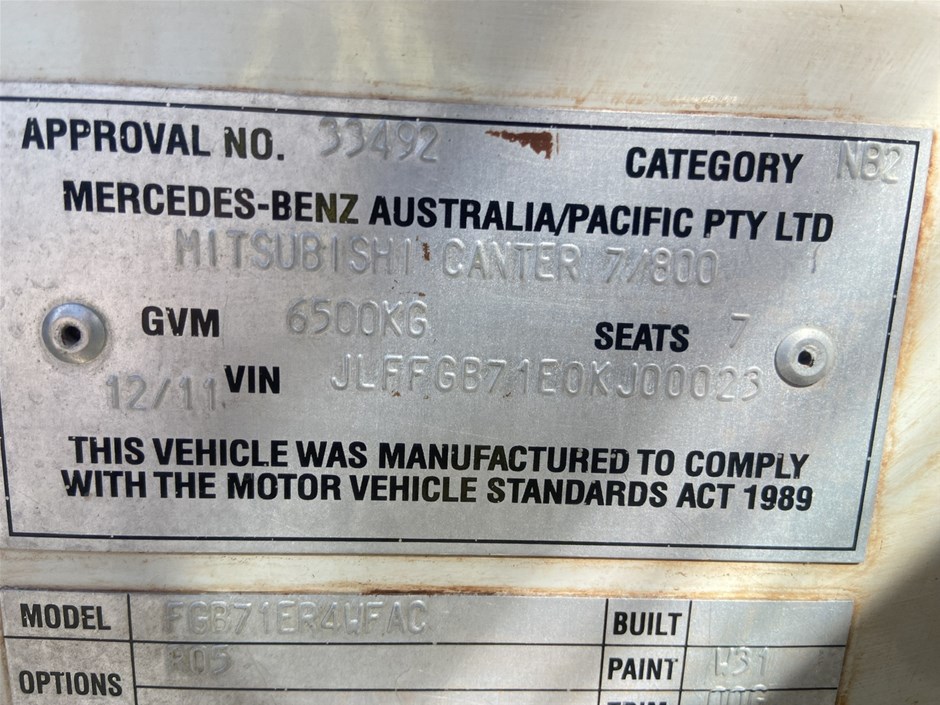 APPROVAL NO. 33492 CATEGORY NB2
MERCEDES-BENZ AUSTRALIA/PACIFIC PTY LTD
MITSUBISHI CANTER 7/800
GVM 6500KG SEATS 7
12/11 VIN JLFFGB71E0KJ00023
THIS VEHICLE WAS MANUFACTURED TO COMPLY
WITH THE MOTOR VEHICLE STANDARDS ACT 1989
MODEL FGB71ER4WFAC BUILT
OPTIONS R05 PAINT W31